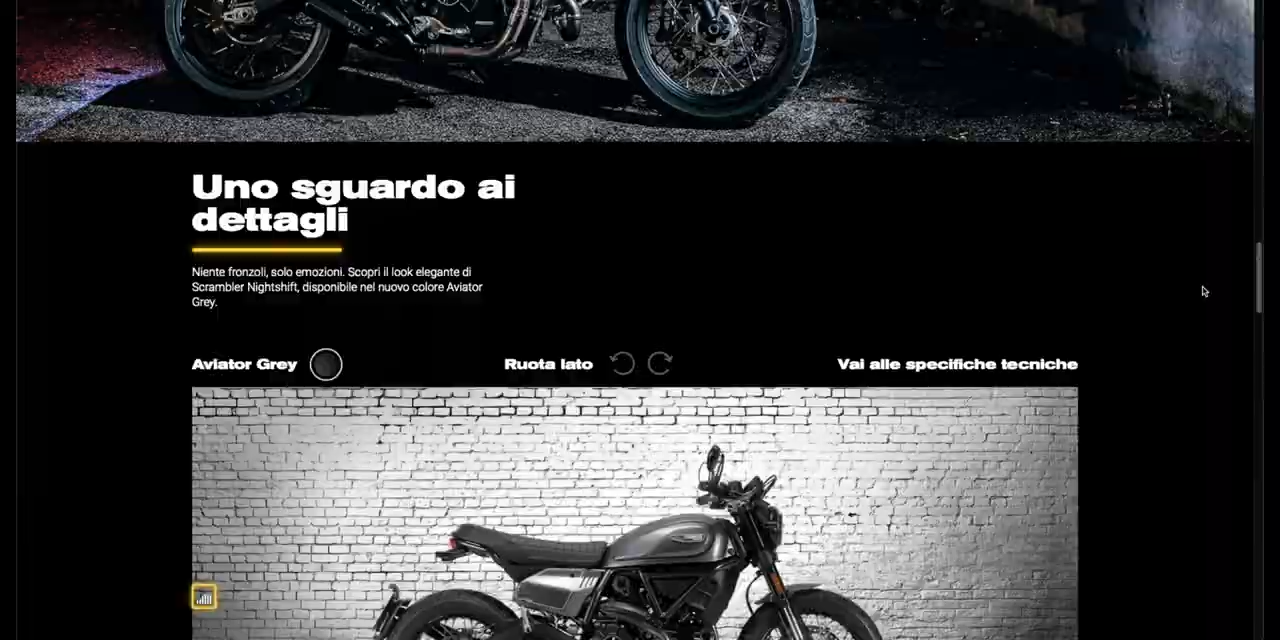 Uno sguardo ai
dettagli
Niente fronzoli, solo emozioni. Scopri il look elegante di
Scrambler Nightshift, disponibile nel nuovo colore Aviator
Grey.
Aviator Grey
Ruota lato
Vai alle specifiche tecniche